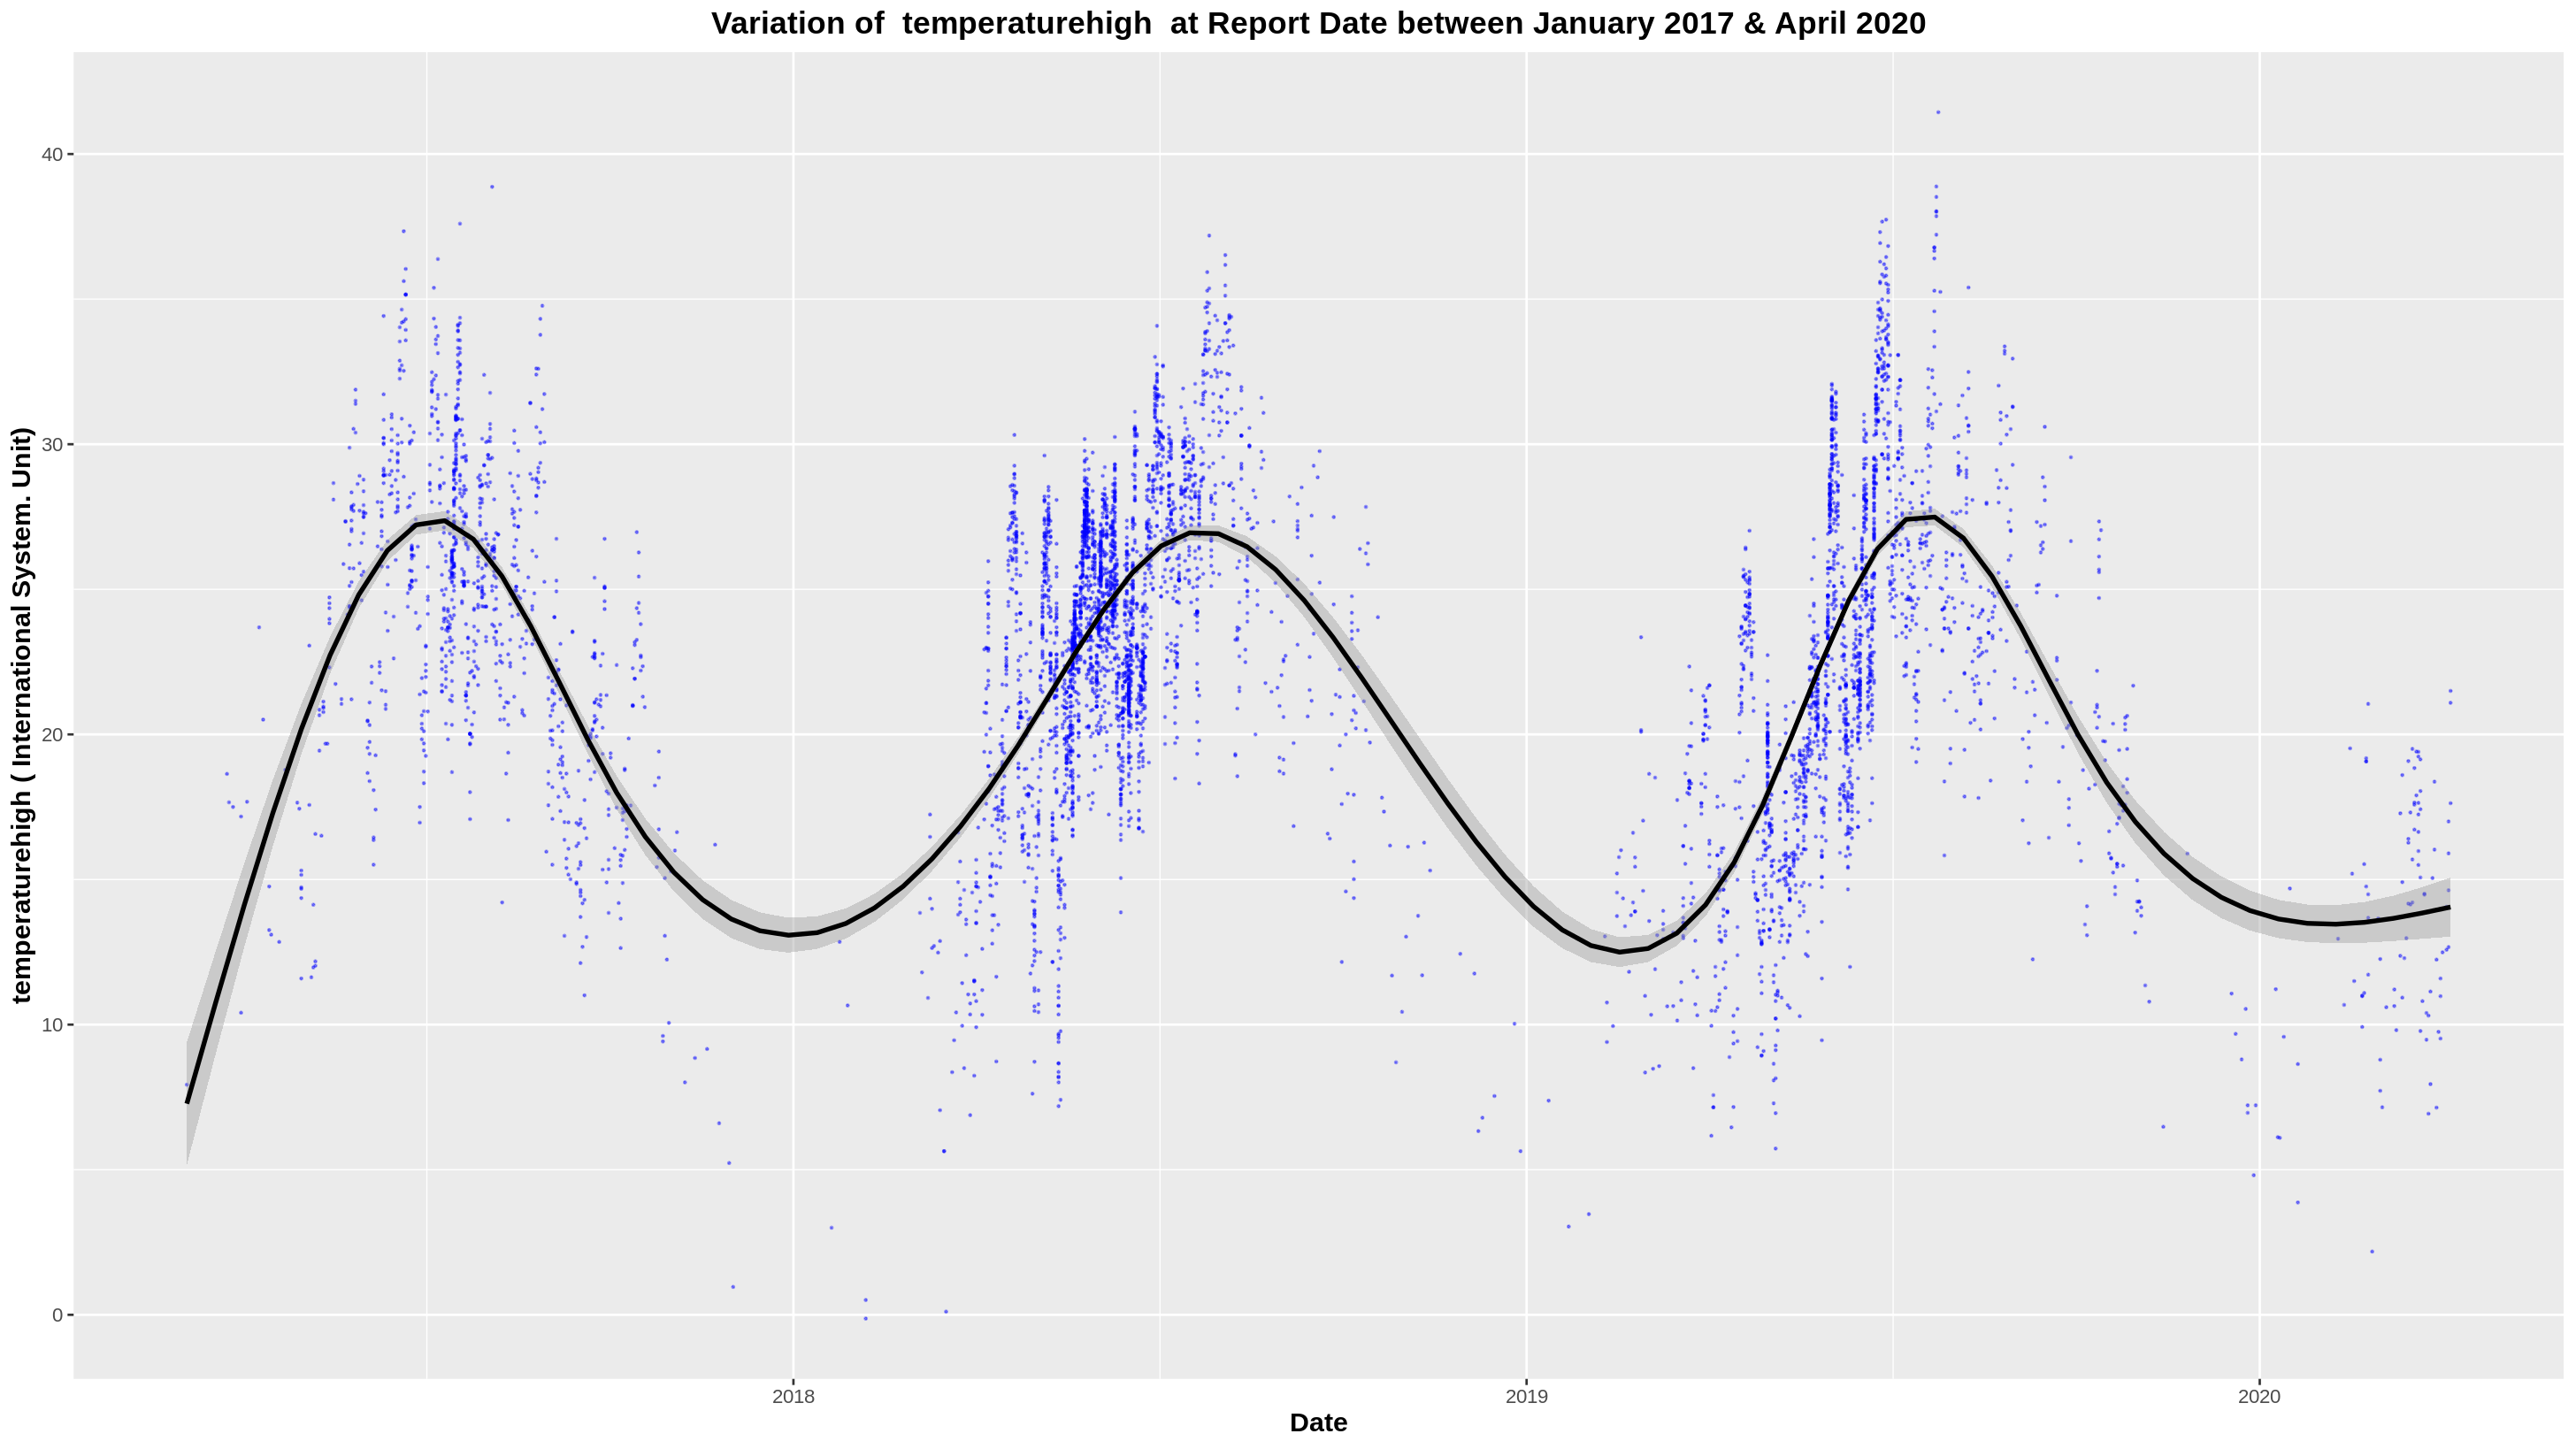 Variation of  temperaturehigh  at Report Date between January 2017 & April 2020
temperaturehigh ( International System. Unit)
40
30
20
10
0
2018
2019
2020
Date